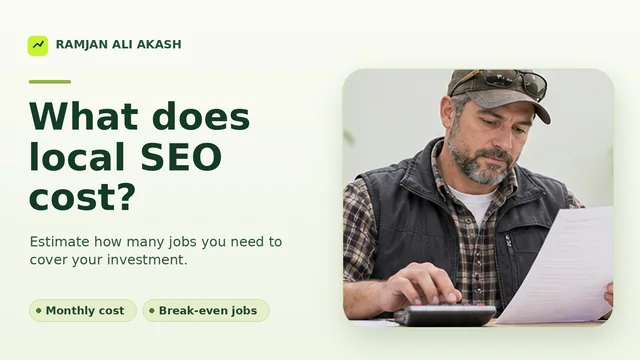 RAMJAN ALI AKASH
What does
local SEO
cost?
Estimate how many jobs you need to
cover your investment.
Monthly cost
Break-even jobs